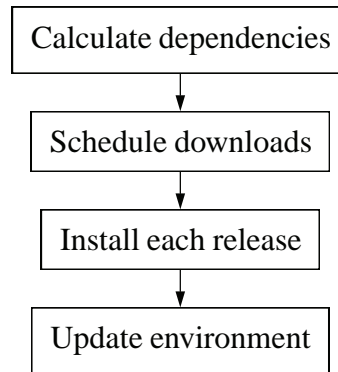 Calculate dependencies
Schedule downloads
Install each release
Update environment